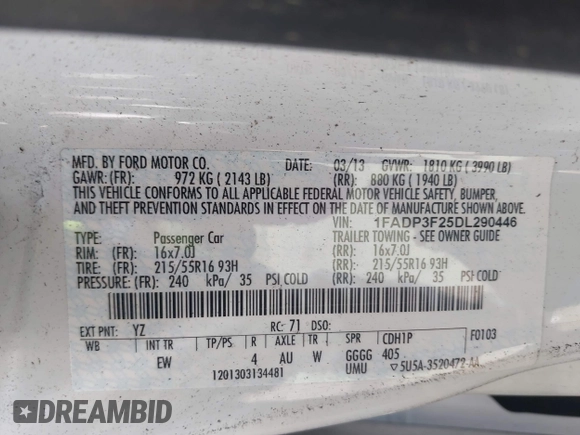 MFD. BY FORD MOTOR CO. DATE: 03/13 GVWR: 1810 KG ( 3990 LB)
GAWR: (FR): 972 KG ( 2143 LB) (RR): 880 KG ( 1940 LB)
THIS VEHICLE CONFORMS TO ALL APPLICABLE FEDERAL MOTOR VEHICLE SAFETY, BUMPER,
AND THEFT PREVENTION STANDARDS IN EFFECT ON THE DATE OF MANUFACTURE SHOWN ABOVE.
VIN: 1FADP3F25DL290446
TYPE: Passenger Car TRAILER TOWING - SEE OWNER GUIDE
RIM: (FR): 16x7.0J (RR): 16x7.0J
TIRE: (FR): 215/55R16 93H (RR): 215/55R16 93H
PRESSURE: (FR): 240 kPa/ 35 PSI, COLD (RR): 240 kPa/ 35 PSI COLD
EXT PNT: YZ RC: 71 DSO: F0103
WB INT TR TP/PS R AXLE TR SPR CDH1P
EW 4 AU W GGGG 405
UMU ▽5U5A-3520472-AA
1201303134481
©IDREAMBID
©IDREAMBID.COM